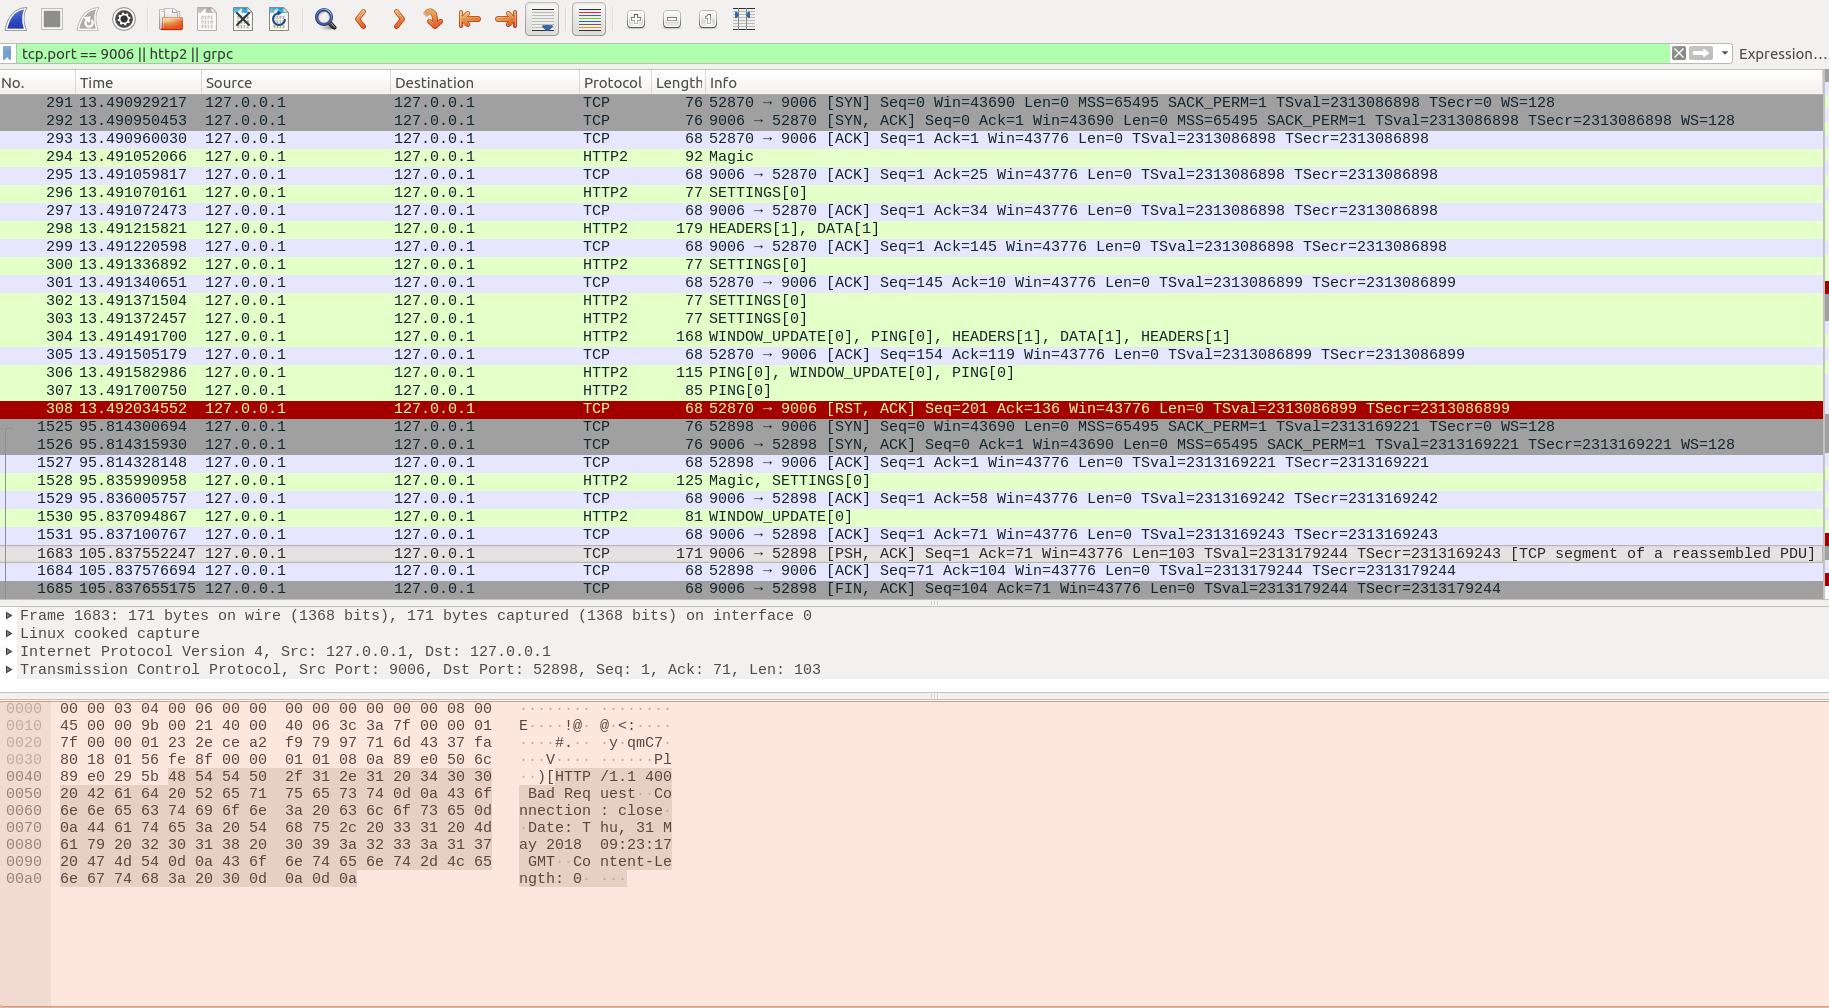 tcp.port == 9006 || http2 || grpc Expression…
No. Time Source Destination Protocol Length Info
291 13.490929217 127.0.0.1 127.0.0.1 TCP 76 52870 → 9006 [SYN] Seq=0 Win=43690 Len=0 MSS=65495 SACK_PERM=1 TSval=2313086898 TSecr=0 WS=128
292 13.490950453 127.0.0.1 127.0.0.1 TCP 76 9006 → 52870 [SYN, ACK] Seq=0 Ack=1 Win=43690 Len=0 MSS=65495 SACK_PERM=1 TSval=2313086898 TSecr=2313086898 WS=128
293 13.490960030 127.0.0.1 127.0.0.1 TCP 68 52870 → 9006 [ACK] Seq=1 Ack=1 Win=43776 Len=0 TSval=2313086898 TSecr=2313086898
294 13.491052066 127.0.0.1 127.0.0.1 HTTP2 92 Magic
295 13.491059817 127.0.0.1 127.0.0.1 TCP 68 9006 → 52870 [ACK] Seq=1 Ack=25 Win=43776 Len=0 TSval=2313086898 TSecr=2313086898
296 13.491070161 127.0.0.1 127.0.0.1 HTTP2 77 SETTINGS[0]
297 13.491072473 127.0.0.1 127.0.0.1 TCP 68 9006 → 52870 [ACK] Seq=1 Ack=34 Win=43776 Len=0 TSval=2313086898 TSecr=2313086898
298 13.491215821 127.0.0.1 127.0.0.1 HTTP2 179 HEADERS[1], DATA[1]
299 13.491220598 127.0.0.1 127.0.0.1 TCP 68 9006 → 52870 [ACK] Seq=1 Ack=145 Win=43776 Len=0 TSval=2313086898 TSecr=2313086898
300 13.491336892 127.0.0.1 127.0.0.1 HTTP2 77 SETTINGS[0]
301 13.491340651 127.0.0.1 127.0.0.1 TCP 68 52870 → 9006 [ACK] Seq=145 Ack=10 Win=43776 Len=0 TSval=2313086899 TSecr=2313086899
302 13.491371504 127.0.0.1 127.0.0.1 HTTP2 77 SETTINGS[0]
303 13.491372457 127.0.0.1 127.0.0.1 HTTP2 77 SETTINGS[0]
304 13.491491700 127.0.0.1 127.0.0.1 HTTP2 168 WINDOW_UPDATE[0], PING[0], HEADERS[1], DATA[1], HEADERS[1]
305 13.491505179 127.0.0.1 127.0.0.1 TCP 68 52870 → 9006 [ACK] Seq=154 Ack=119 Win=43776 Len=0 TSval=2313086899 TSecr=2313086899
306 13.491582986 127.0.0.1 127.0.0.1 HTTP2 115 PING[0], WINDOW_UPDATE[0], PING[0]
307 13.491700750 127.0.0.1 127.0.0.1 HTTP2 85 PING[0]
308 13.492034552 127.0.0.1 127.0.0.1 TCP 68 52870 → 9006 [RST, ACK] Seq=201 Ack=136 Win=43776 Len=0 TSval=2313086899 TSecr=2313086899
1525 95.814300694 127.0.0.1 127.0.0.1 TCP 76 52898 → 9006 [SYN] Seq=0 Win=43690 Len=0 MSS=65495 SACK_PERM=1 TSval=2313169221 TSecr=0 WS=128
1526 95.814315930 127.0.0.1 127.0.0.1 TCP 76 9006 → 52898 [SYN, ACK] Seq=0 Ack=1 Win=43690 Len=0 MSS=65495 SACK_PERM=1 TSval=2313169221 TSecr=2313169221 WS=128
1527 95.814328148 127.0.0.1 127.0.0.1 TCP 68 52898 → 9006 [ACK] Seq=1 Ack=1 Win=43776 Len=0 TSval=2313169221 TSecr=2313169221
1528 95.835990958 127.0.0.1 127.0.0.1 HTTP2 125 Magic, SETTINGS[0]
1529 95.836005757 127.0.0.1 127.0.0.1 TCP 68 9006 → 52898 [ACK] Seq=1 Ack=58 Win=43776 Len=0 TSval=2313169242 TSecr=2313169242
1530 95.837094867 127.0.0.1 127.0.0.1 HTTP2 81 WINDOW_UPDATE[0]
1531 95.837100767 127.0.0.1 127.0.0.1 TCP 68 9006 → 52898 [ACK] Seq=1 Ack=71 Win=43776 Len=0 TSval=2313169243 TSecr=2313169243
1683 105.837552247 127.0.0.1 127.0.0.1 TCP 171 9006 → 52898 [PSH, ACK] Seq=1 Ack=71 Win=43776 Len=103 TSval=2313179244 TSecr=2313169243 [TCP segment of a reassembled PDU]
1684 105.837576694 127.0.0.1 127.0.0.1 TCP 68 52898 → 9006 [ACK] Seq=71 Ack=104 Win=43776 Len=0 TSval=2313179244 TSecr=2313179244
1685 105.837655175 127.0.0.1 127.0.0.1 TCP 68 9006 → 52898 [FIN, ACK] Seq=104 Ack=71 Win=43776 Len=0 TSval=2313179244 TSecr=2313179244
Frame 1683: 171 bytes on wire (1368 bits), 171 bytes captured (1368 bits) on interface 0
Linux cooked capture
Internet Protocol Version 4, Src: 127.0.0.1, Dst: 127.0.0.1
Transmission Control Protocol, Src Port: 9006, Dst Port: 52898, Seq: 1, Ack: 71, Len: 103
0000 00 00 03 04 00 06 00 00 00 00 00 00 00 00 08 00 ········ ········
0010 45 00 00 9b 00 21 40 00 40 06 3c 3a 7f 00 00 01 E····!@· @·<:····
0020 7f 00 00 01 23 2e ce a2 f9 79 97 71 6d 43 37 fa ····#.·· ·y·qmC7·
0030 80 18 01 56 fe 8f 00 00 01 01 08 0a 89 e0 50 6c ···V···· ······Pl
0040 89 e0 29 5b 48 54 54 50 2f 31 2e 31 20 34 30 30 ··)[HTTP /1.1 400
0050 20 42 61 64 20 52 65 71 75 65 73 74 0d 0a 43 6f Bad Req uest··Co
0060 6e 6e 65 63 74 69 6f 6e 3a 20 63 6c 6f 73 65 0d nnection : close·
0070 0a 44 61 74 65 3a 20 54 68 75 2c 20 33 31 20 4d ·Date: T hu, 31 M
0080 61 79 20 32 30 31 38 20 30 39 3a 32 33 3a 31 37 ay 2018 09:23:17
0090 20 47 4d 54 0d 0a 43 6f 6e 74 65 6e 74 2d 4c 65 GMT··Co ntent-Le
00a0 6e 67 74 68 3a 20 30 0d 0a 0d 0a ngth: 0· ···